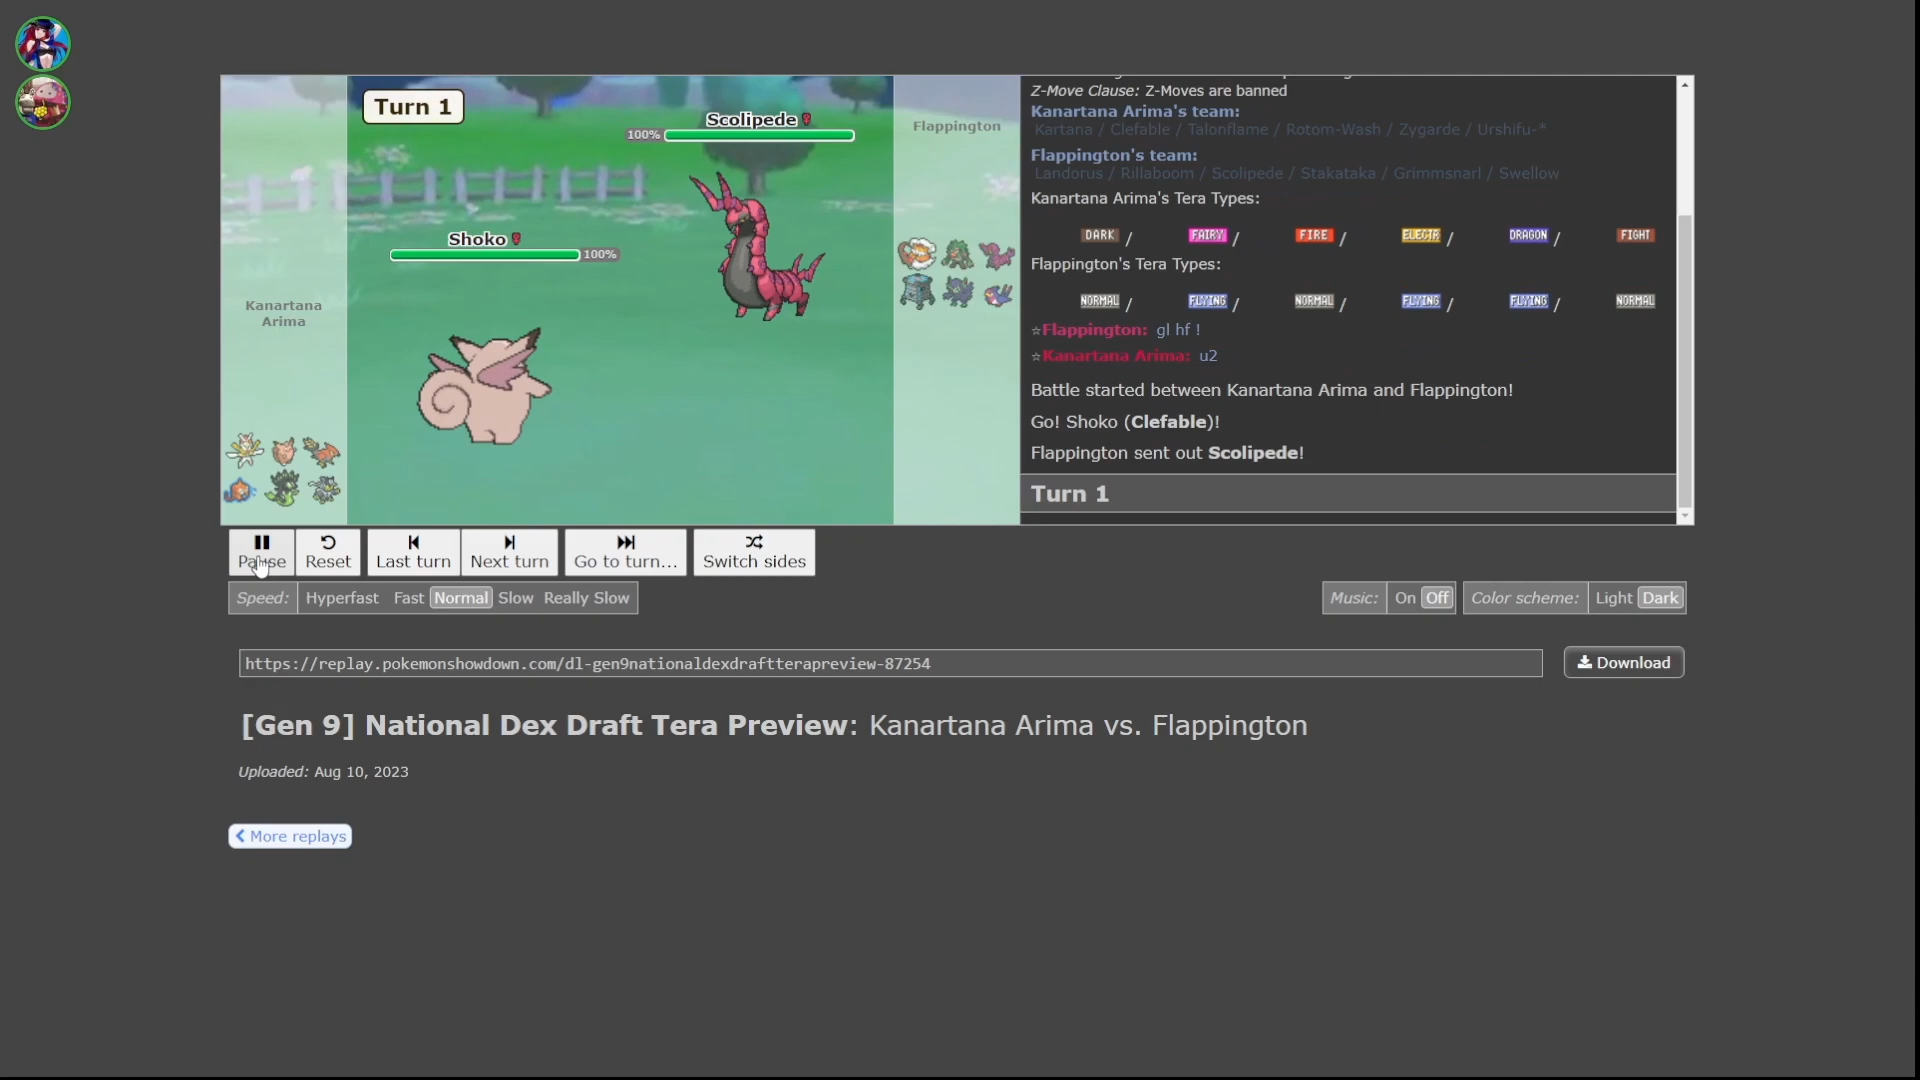 Turn 1
Scolipede
100%
Shoko
100%
Kanartana
Arima
Flappington
Z-Move Clause: Z-Moves are banned
Kanartana Arima's team:
Kartana / Clefable / Talonflame / Rotom-Wash / Zygarde / Urshifu-*
Flappington's team:
Landorus / Rillaboom / Scolipede / Stakataka / Grimmsnarl / Swellow
Kanartana Arima's Tera Types:
DARK / FAIRY / FIRE / ELECTR / DRAGON / FIGHT
Flappington's Tera Types:
NORMAL / FLYING / NORMAL / FLYING / FLYING / NORMAL
☆Flappington: gl hf !
☆Kanartana Arima: u2
Battle started between Kanartana Arima and Flappington!
Go! Shoko (Clefable)!
Flappington sent out Scolipede!
Turn 1
Pause Reset Last turn Next turn Go to turn... Switch sides
Speed: Hyperfast Fast Normal Slow Really Slow
Music: On Off Color scheme: Light Dark
https://replay.pokemonshowdown.com/dl-gen9nationaldexdraftterapreview-87254
Download
[Gen 9] National Dex Draft Tera Preview: Kanartana Arima vs. Flappington
Uploaded: Aug 10, 2023
More replays